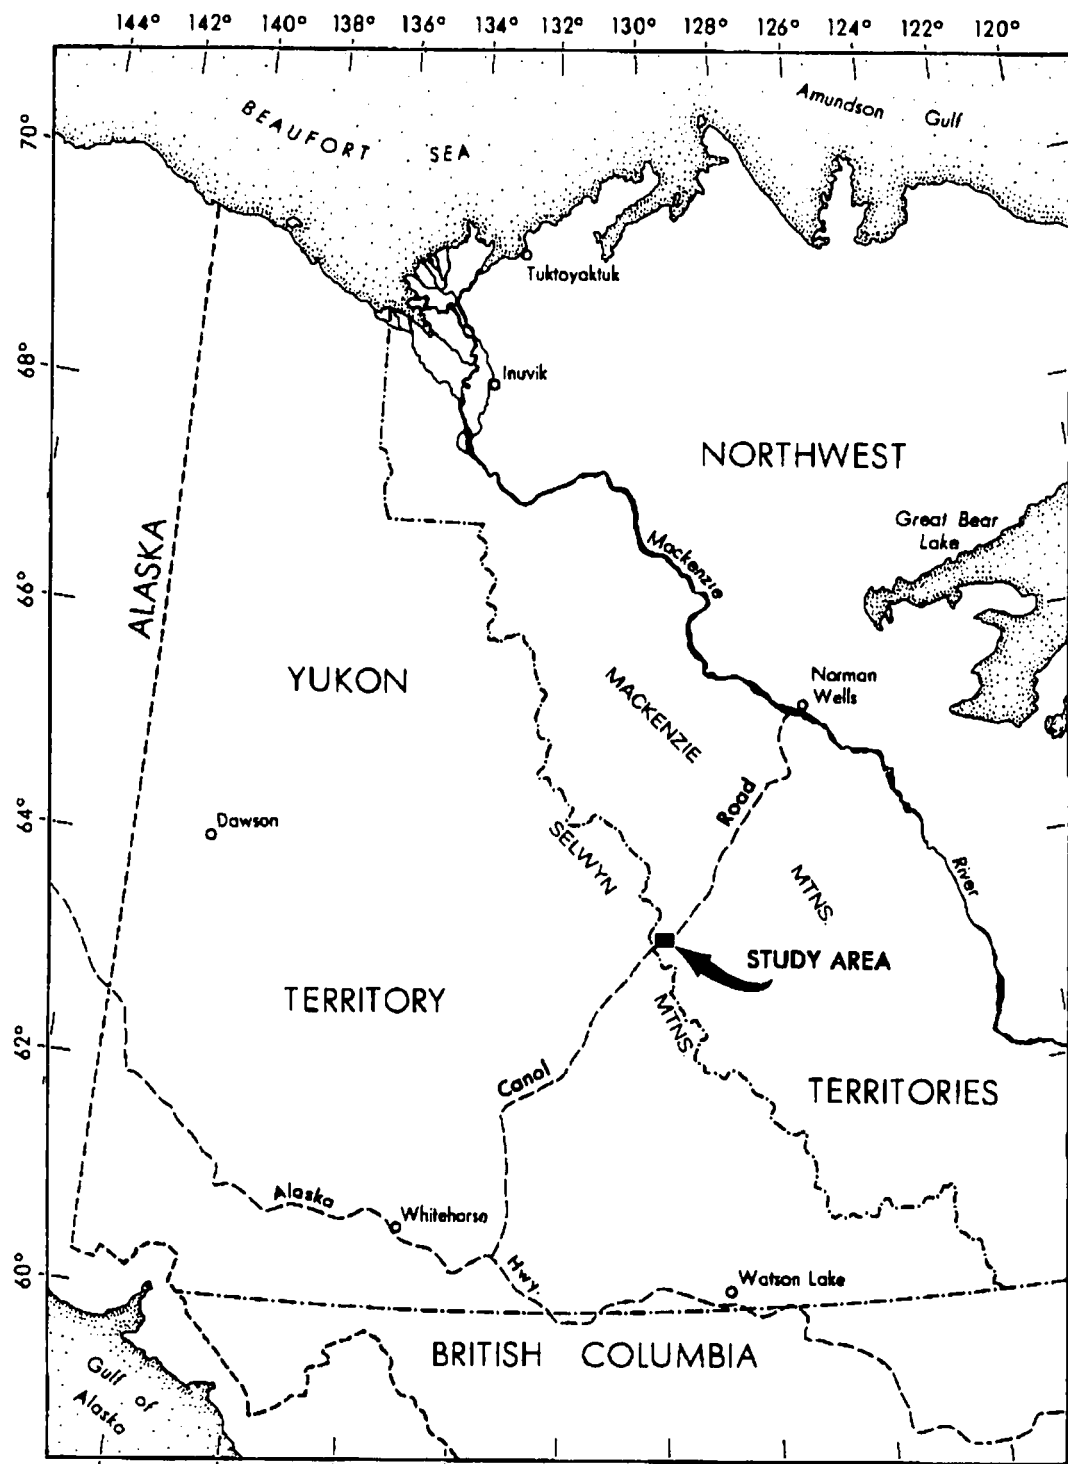 144° 142° 140° 138° 136° 134° 132° 130° 129° 128° 126° 124° 122° 120°
BEAUFORT SEA
Amundson Gulf
70°
Tuktoyaktuk
68°
Inuvik
NORTHWEST
Great Bear
Lake
Mackenzie
ALASKA
66°
YUKON
MACKENZIE
Norman
Wells
64°
Dawson
Road
SELWYN
MTNS
River
STUDY AREA
TERRITORY
MTNS
62°
Canol
TERRITORIES
Alaska
Whitehorse
60°
Hwy.
Watson Lake
BRITISH COLUMBIA
Gulf of
Alaska